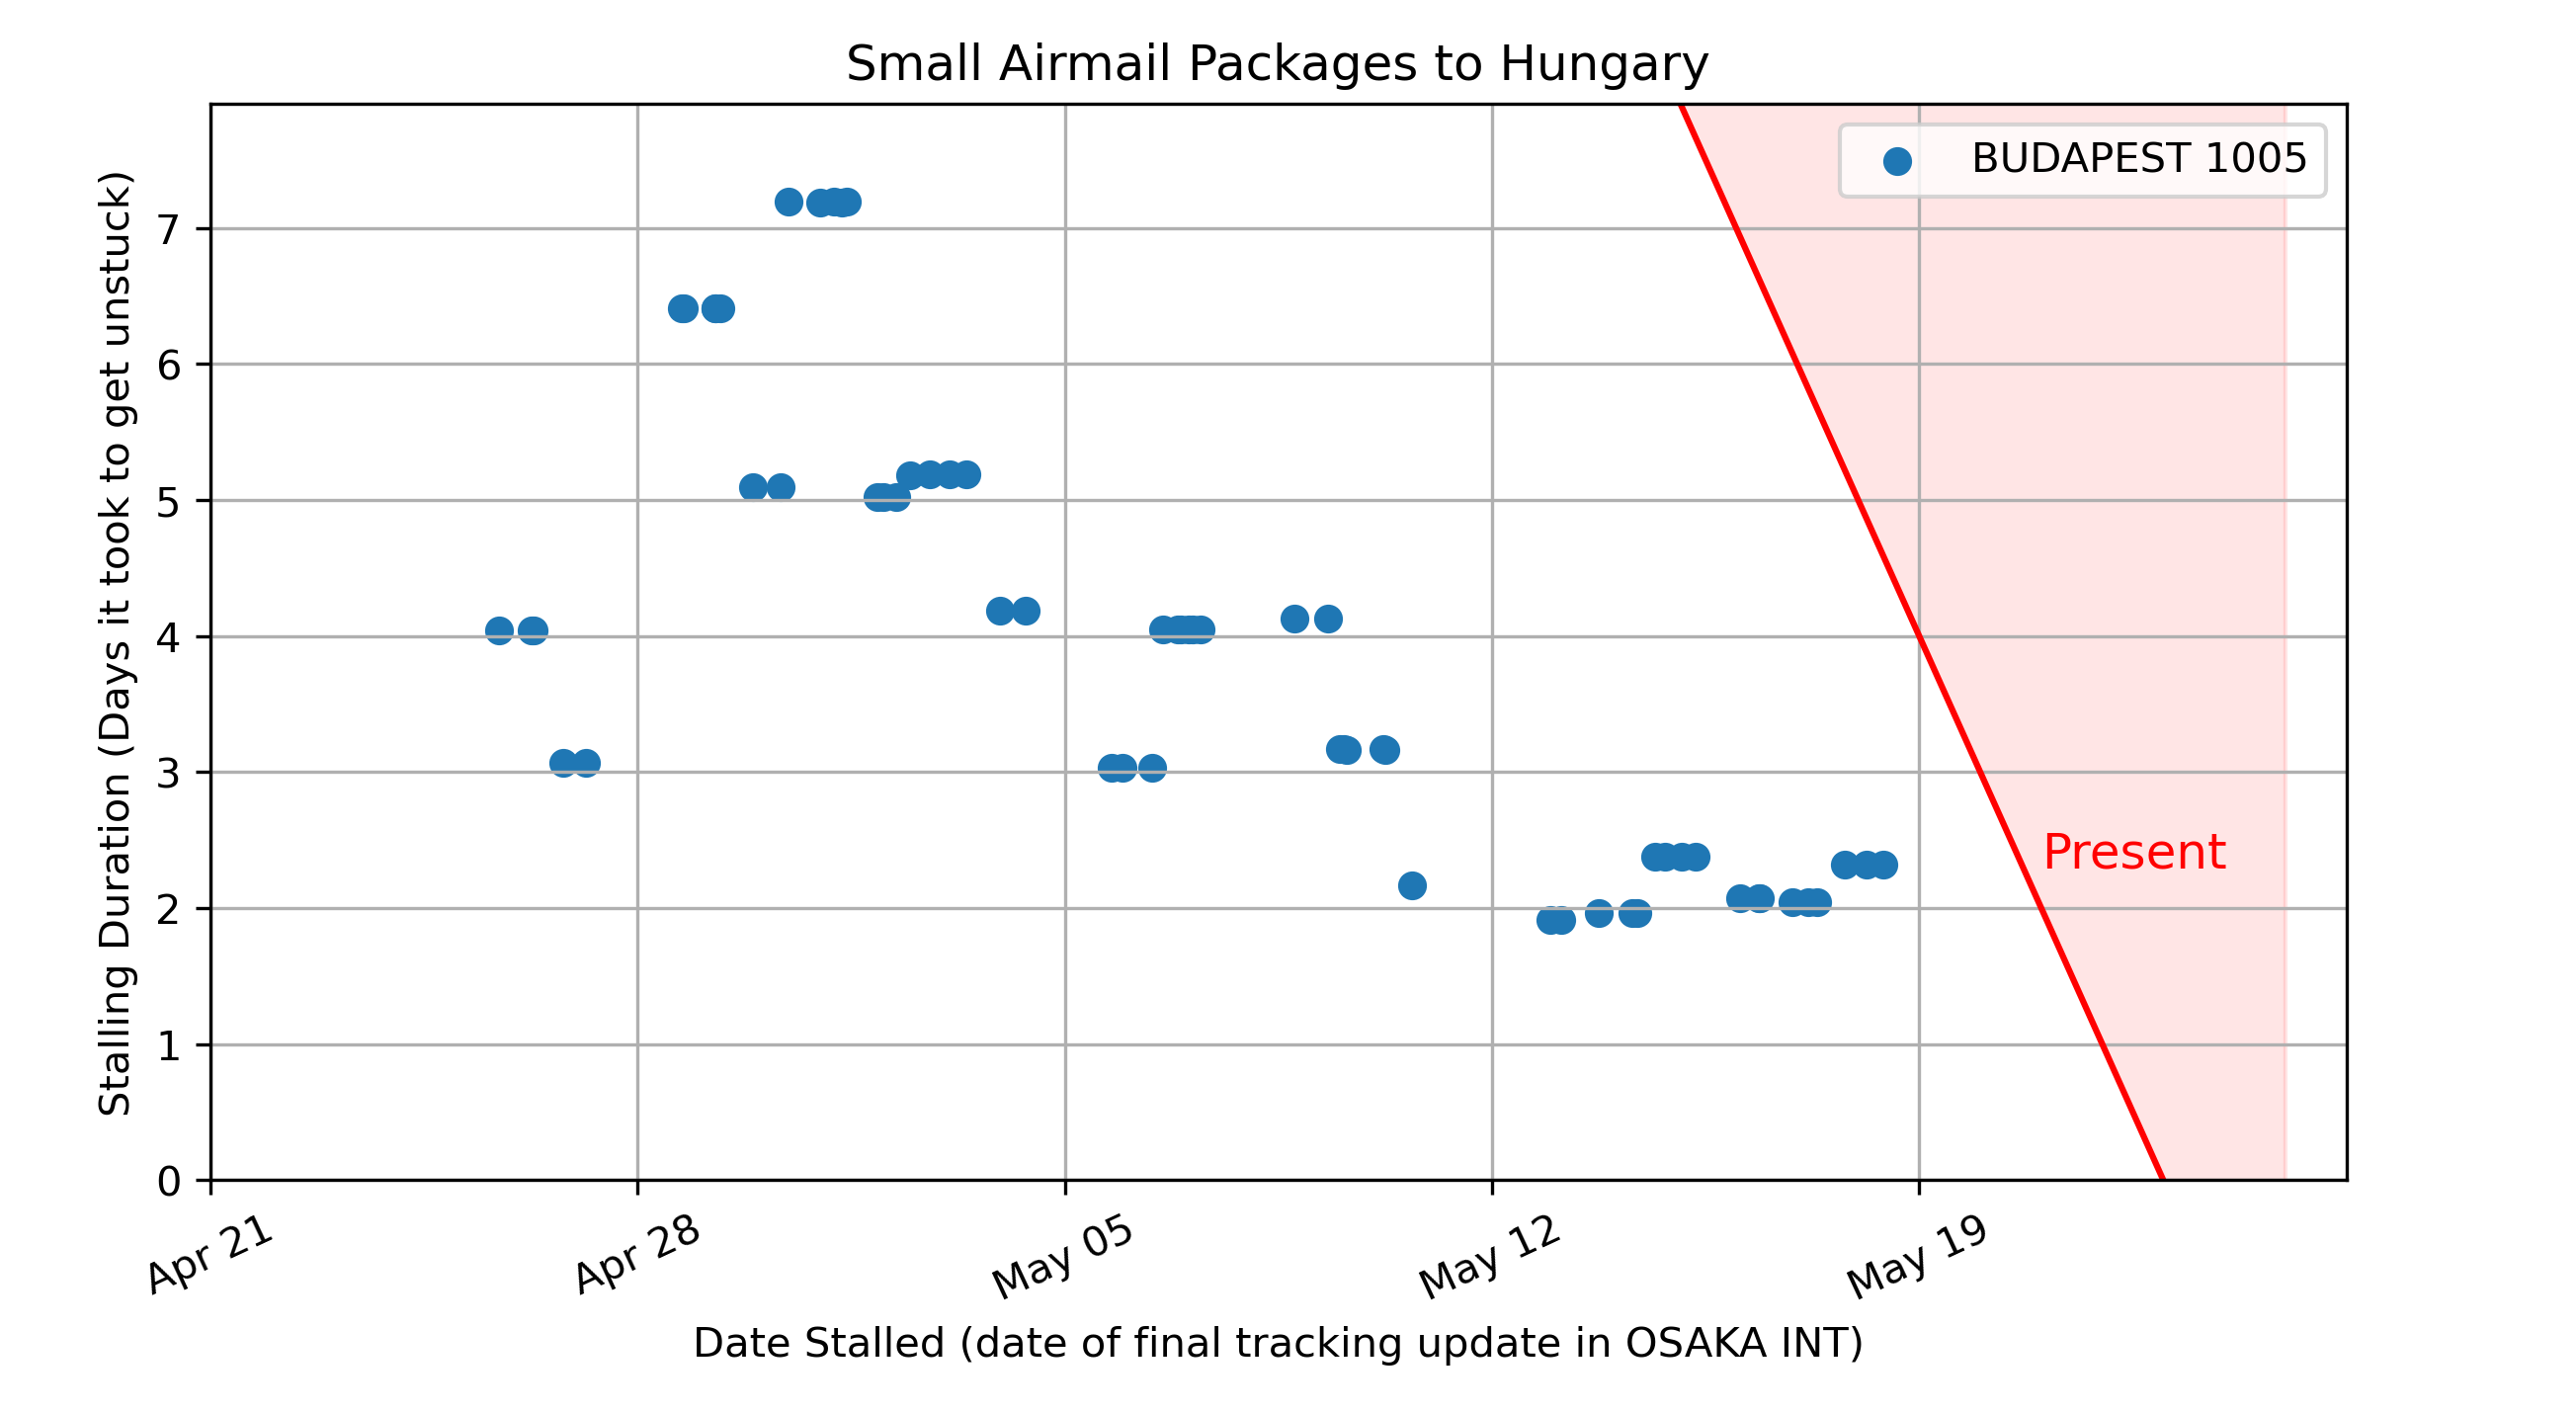 Small Airmail Packages to Hungary
BUDAPEST 1005
Stalling Duration (Days it took to get unstuck)
7
6
5
4
3
2
1
0
Present
Apr 21
Apr 28
May 05
May 12
May 19
Date Stalled (date of final tracking update in OSAKA INT)